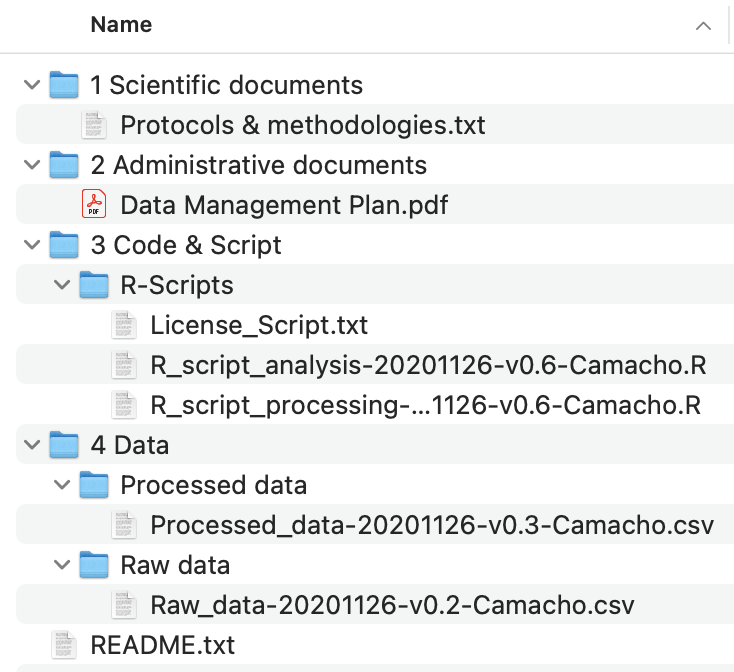 Name
1 Scientific documents
Protocols & methodologies.txt
2 Administrative documents
PDF
Data Management Plan.pdf
3 Code & Script
R-Scripts
License_Script.txt
R_script_analysis-20201126-v0.6-Camacho.R
R_script_processing-...1126-v0.6-Camacho.R
4 Data
Processed data
Processed_data-20201126-v0.3-Camacho.csv
Raw data
Raw_data-20201126-v0.2-Camacho.csv
README.txt